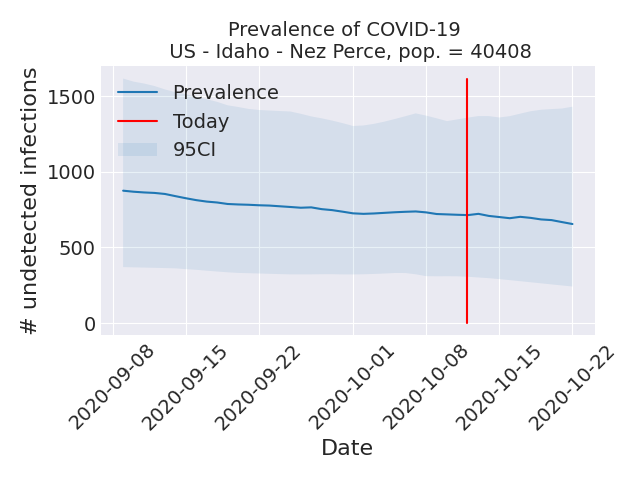 Prevalence of COVID-19
US - Idaho - Nez Perce, pop. = 40408
# undetected infections
1500
1000
500
0
Prevalence
Today
95CI
2020-09-08
2020-09-15
2020-09-22
2020-10-01
2020-10-08
2020-10-15
2020-10-22
Date